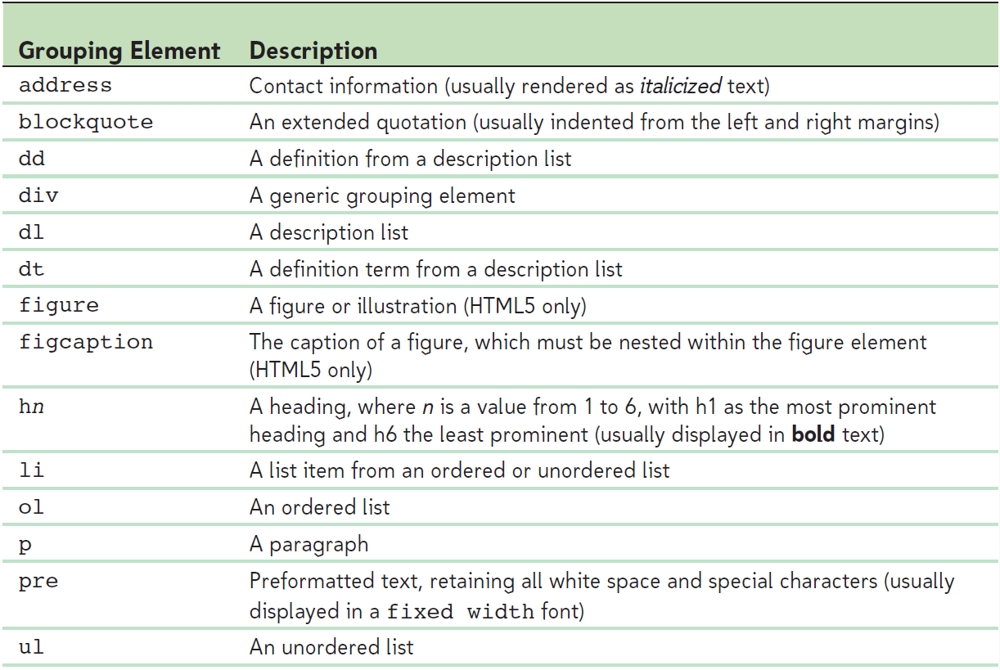 Grouping Element Description
address Contact information (usually rendered as italicized text)
blockquote An extended quotation (usually indented from the left and right margins)
dd A definition from a description list
div A generic grouping element
dl A description list
dt A definition term from a description list
figure A figure or illustration (HTML5 only)
figcaption The caption of a figure, which must be nested within the figure element
(HTML5 only)
hn A heading, where n is a value from 1 to 6, with h1 as the most prominent
heading and h6 the least prominent (usually displayed in bold text)
li A list item from an ordered or unordered list
ol An ordered list
p A paragraph
pre Preformatted text, retaining all white space and special characters (usually
displayed in a fixed width font)
ul An unordered list